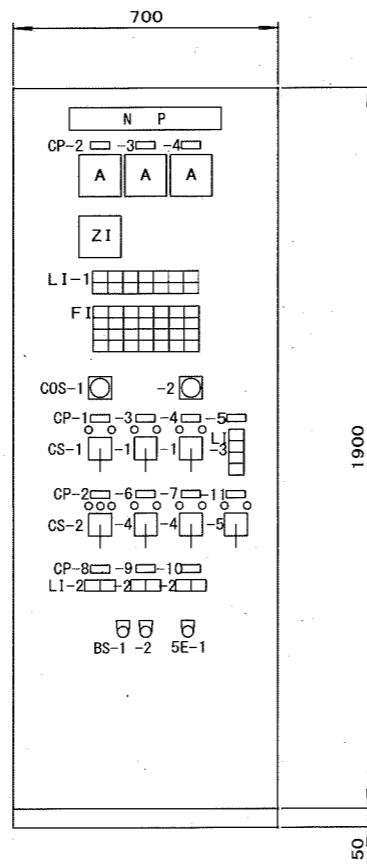 700
N P
CP-2 -3 -4
A A A
ZI
LI-1
FI
COS-1 -2
CP-1 -3 -4 -5
LI
CS-1 -1 -1 -3
1900
CP-2 -6 -7 -11
CS-2 -4 -4 -5
CP-8 -9 -10
LI-2 -2 -2
BS-1 -2 5E-1
50